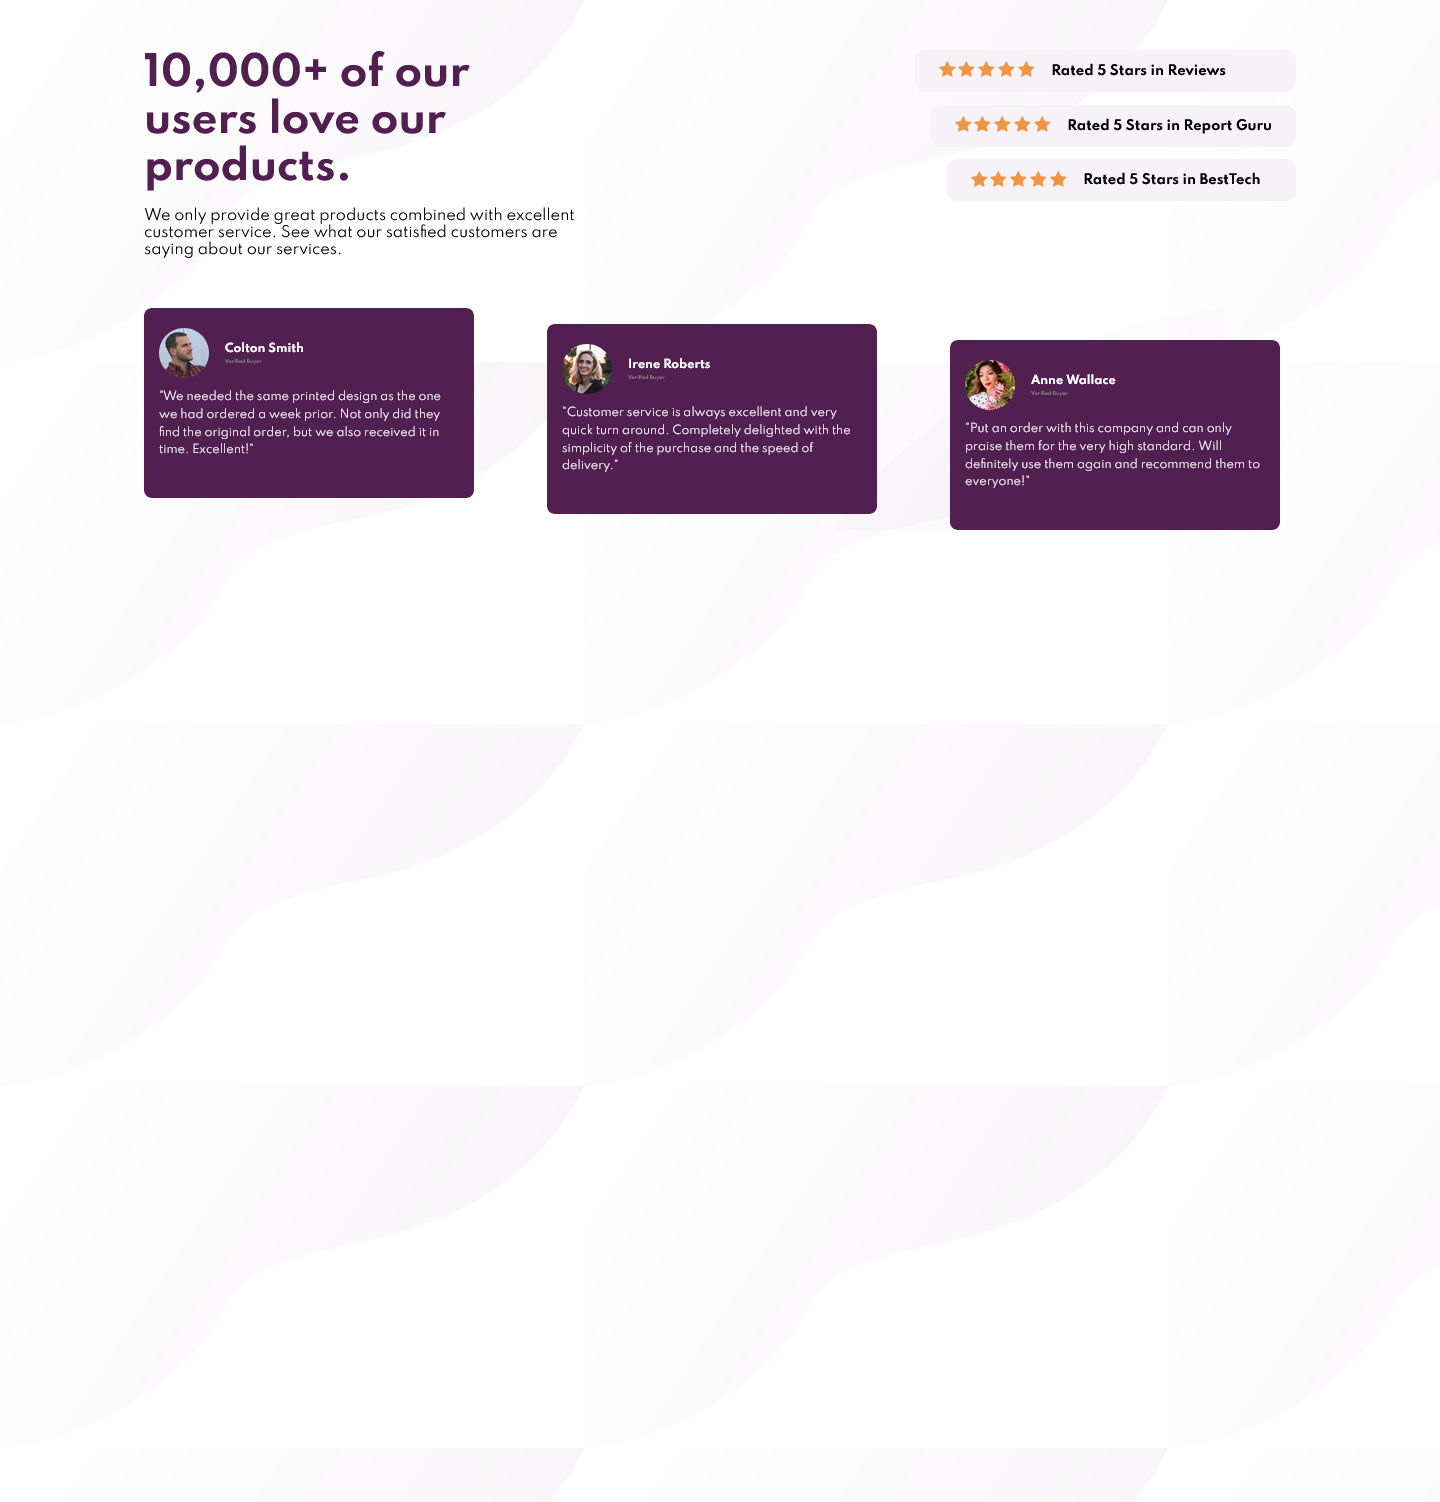 10,000+ of our
users love our
products.
We only provide great products combined with excellent
customer service. See what our satisfied customers are
saying about our services.
Rated 5 Stars in Reviews
Rated 5 Stars in Report Guru
Rated 5 Stars in BestTech
Colton Smith
Verified Buyer
"We needed the same printed design as the one
we had ordered a week prior. Not only did they
find the original order, but we also received it in
time. Excellent!"
Irene Roberts
Verified Buyer
"Customer service is always excellent and very
quick turn around. Completely delighted with the
simplicity of the purchase and the speed of
delivery."
Anne Wallace
Verified Buyer
"Put an order with this company and can only
praise them for the very high standard. Will
definitely use them again and recommend them to
everyone!"